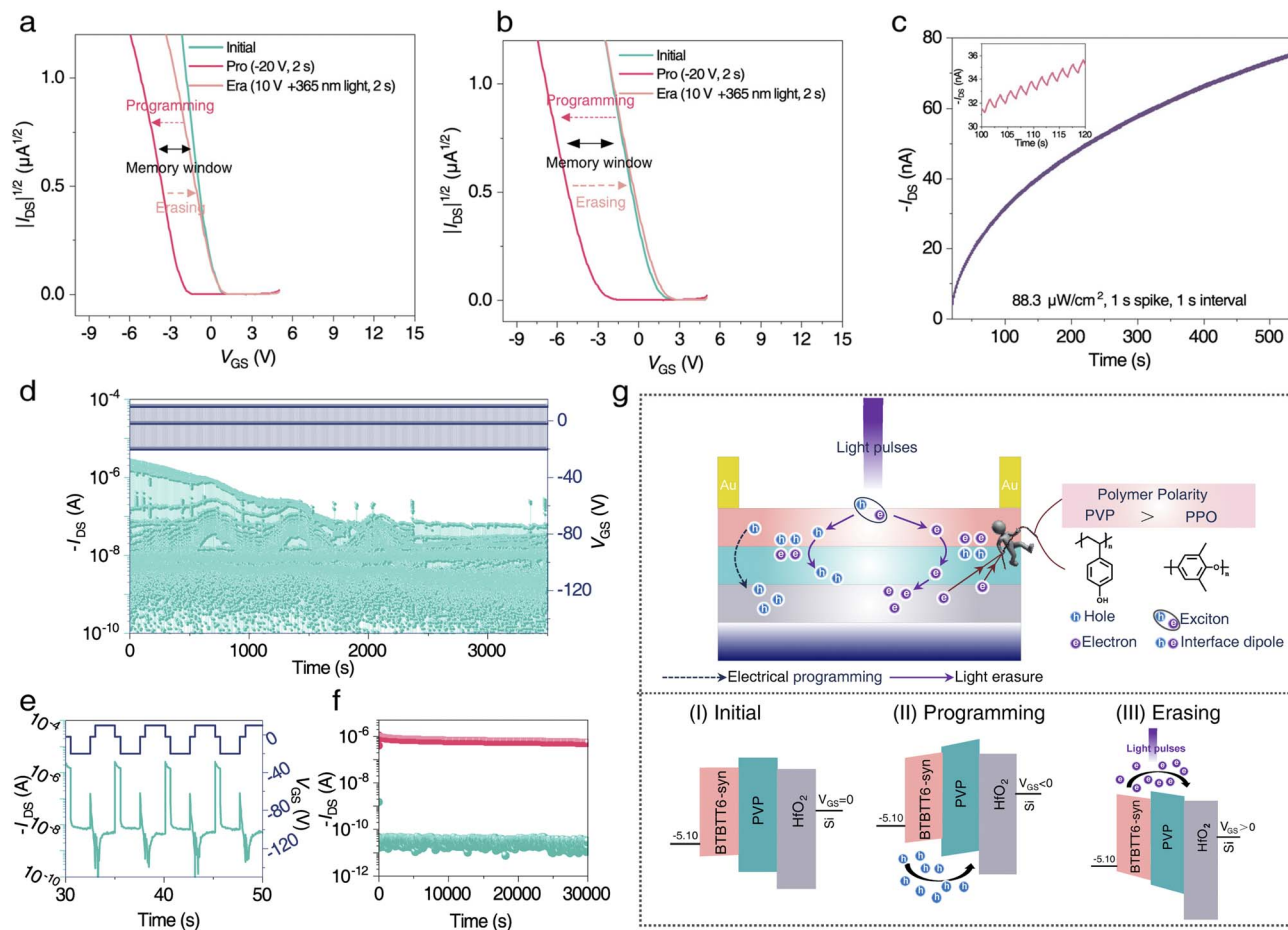 a
|I_DS|^1/2 (μA^1/2)
1.0
0.5
0.0
Initial
Pro (-20 V, 2 s)
Era (10 V +365 nm light, 2 s)
Programming
Memory window
Erasing
-9 -6 -3 0 3 6 9 12 15
V_GS (V)
b
|I_DS|^1/2 (μA^1/2)
1.0
0.5
0.0
Initial
Pro (-20 V, 2 s)
Era (10 V +365 nm light, 2 s)
Programming
Memory window
Erasing
-9 -6 -3 0 3 6 9 12 15
V_GS (V)
c
-I_DS (nA)
80
60
40
20
0
-I_DS (nA)
36
34
32
30
100 105 110 115 120
Time (s)
88.3 μW/cm², 1 s spike, 1 s interval
100 200 300 400 500
Time (s)
d
-I_DS (A)
10^-4
10^-6
10^-8
10^-10
0
-40
-80
-120
V_GS (V)
0 1000 2000 3000
Time (s)
e
-I_DS (A)
10^-4
10^-6
10^-8
10^-10
0
-40
-80
-120
V_GS (V)
30 40 50
Time (s)
f
-I_DS (A)
10^-6
10^-8
10^-10
10^-12
0 10000 20000 30000
Time (s)
g
Light pulses
Au
Au
h
e
Polymer Polarity
PVP > PPO
n
OH
O
n
h Hole
h e Exciton
e Electron
h e Interface dipole
Electrical programming
Light erasure
(I) Initial
-5.10
BTBTT6-syn
PVP
HfO₂
V_GS=0
Si
(II) Programming
-5.10
BTBTT6-syn
PVP
HfO₂
V_GS<0
Si
h
(III) Erasing
Light pulses
e
-5.10
BTBTT6-syn
PVP
HfO₂
V_GS>0
Si